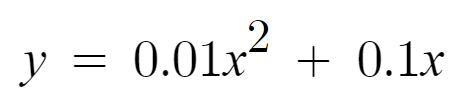 y = 0.01x² + 0.1x